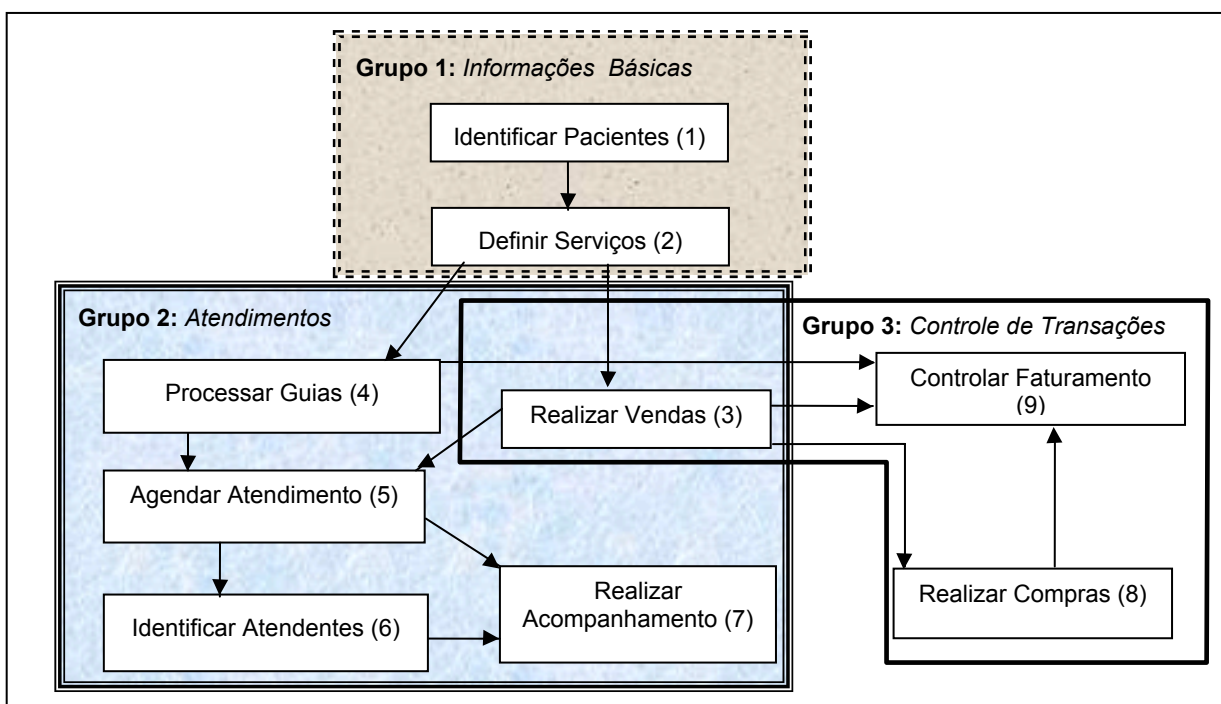 Grupo 1: Informações Básicas
Identificar Pacientes (1)
Definir Serviços (2)
Grupo 2: Atendimentos
Grupo 3: Controle de Transações
Processar Guias (4)
Realizar Vendas (3)
Controlar Faturamento
(9)
Agendar Atendimento (5)
Identificar Atendentes (6)
Realizar
Acompanhamento (7)
Realizar Compras (8)